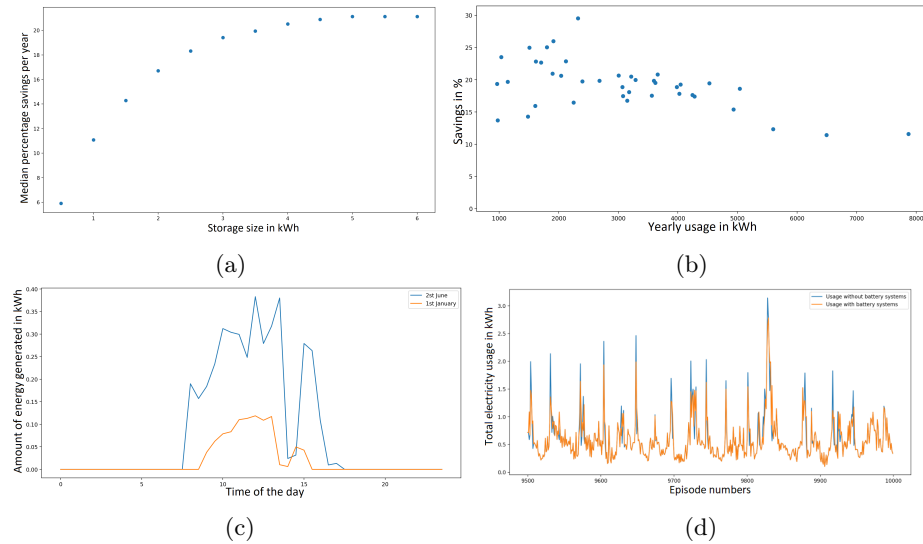 Median percentage savings per year
20
18
16
14
12
10
8
6
1 2 3 4 5 6
Storage size in kWh
(a)
Savings in %
30
25
20
15
10
5
0
1000 2000 3000 4000 5000 6000 7000 8000
Yearly usage in kWh
(b)
Amount of energy generated in kWh
0.40
0.35
0.30
0.25
0.20
0.15
0.10
0.05
0.00
2st June
1st January
0 5 10 15 20
Time of the day
(c)
Total electricity usage in kWh
3.0
2.5
2.0
1.5
1.0
0.5
0.0
Usage without battery systems
Usage with battery systems
9500 9600 9700 9800 9900 10000
Episode numbers
(d)